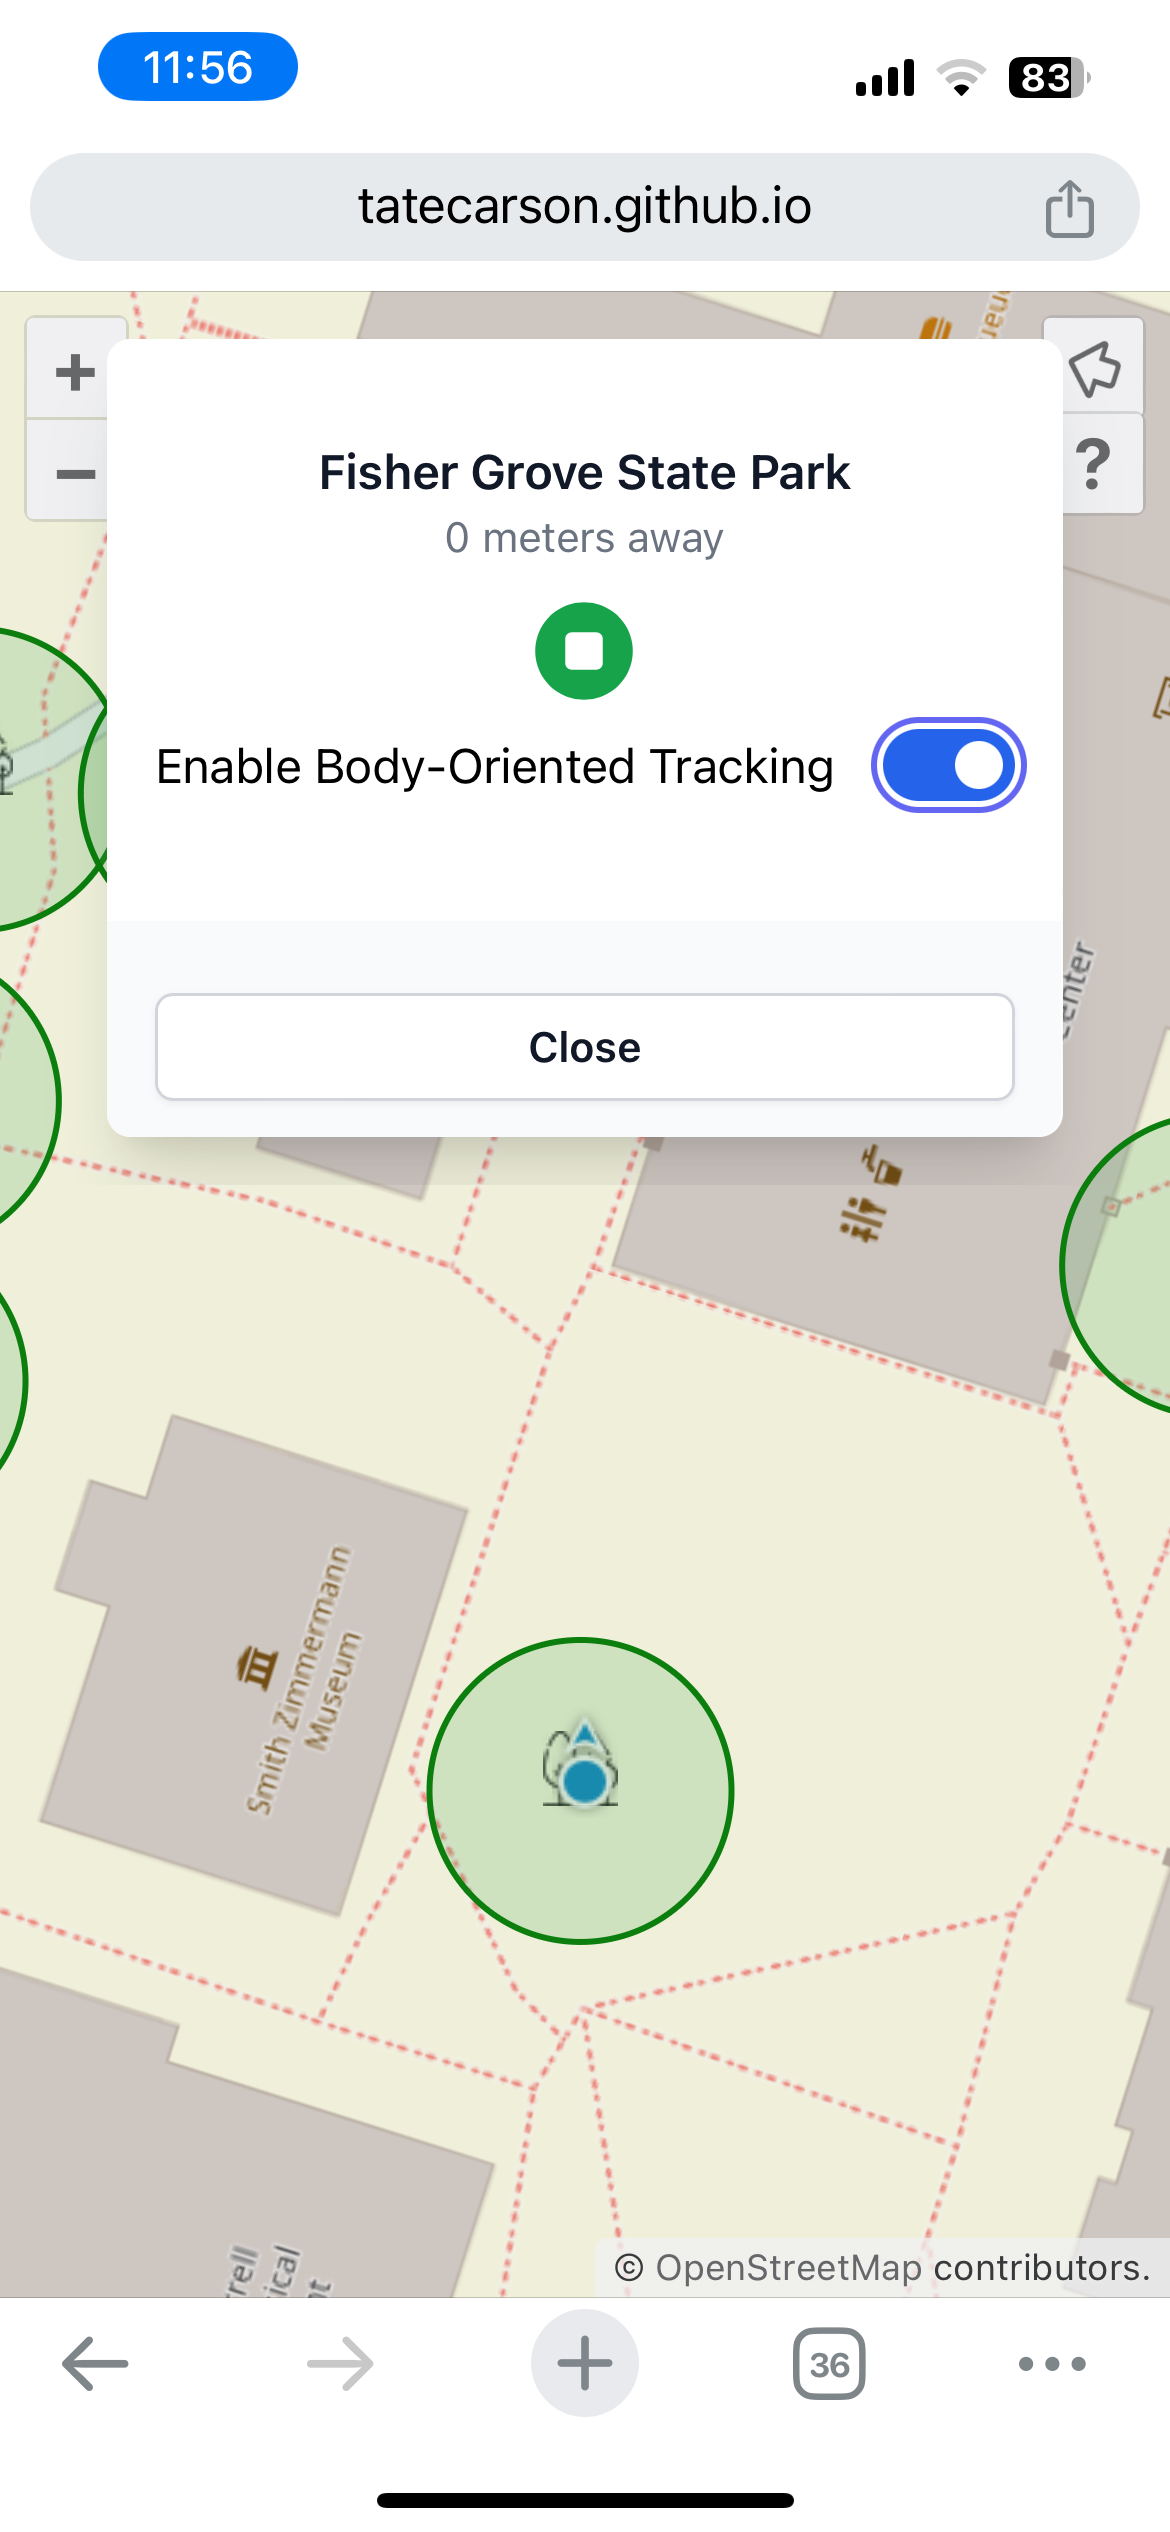 11:56
83
tatecarson.github.io
+
−
?
Fisher Grove State Park
0 meters away
Enable Body-Oriented Tracking
Close
Smith Zimmermann
Museum
© OpenStreetMap contributors.
36